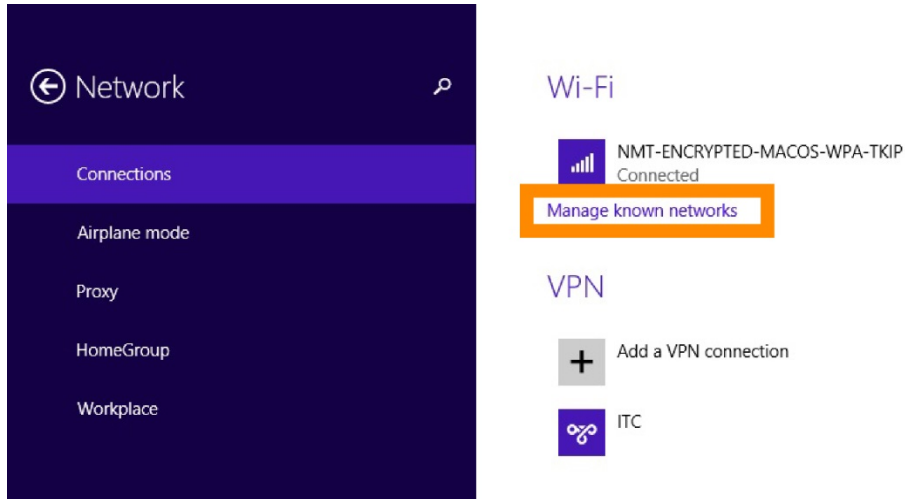 Network
Connections
Airplane mode
Proxy
HomeGroup
Workplace
Wi-Fi
NMT-ENCRYPTED-MACOS-WPA-TKIP
Connected
Manage known networks
VPN
Add a VPN connection
ITC